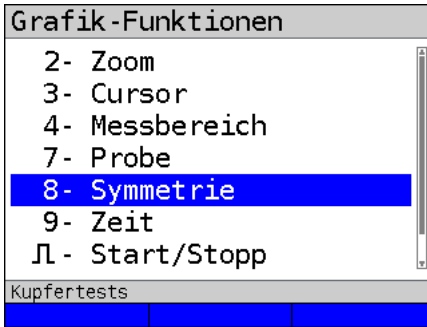 Grafik-Funktionen
2- Zoom
3- Cursor
4- Messbereich
7- Probe
8- Symmetrie
9- Zeit
⎍- Start/Stopp
Kupfertests